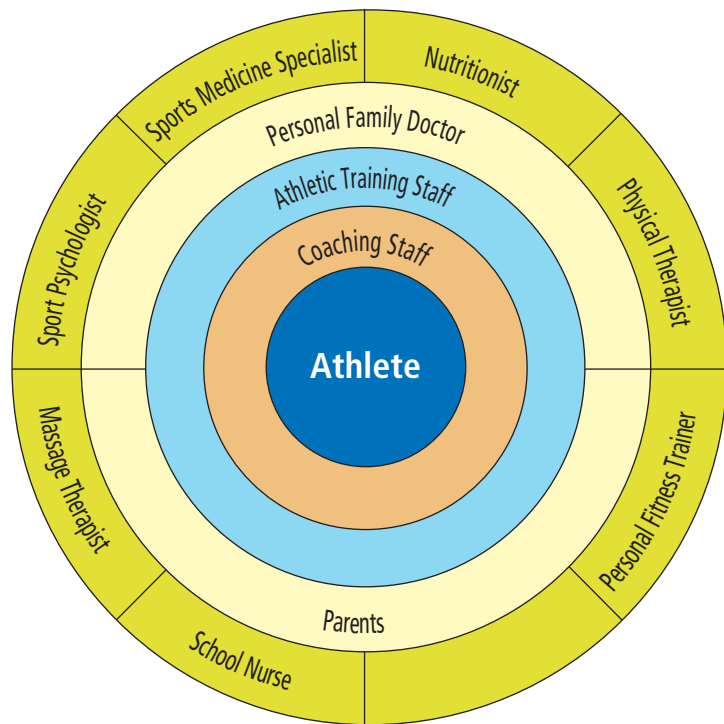 Sports Medicine Specialist
Nutritionist
Personal Family Doctor
Athletic Training Staff
Physical Therapist
Sport Psychologist
Coaching Staff
Athlete
Massage Therapist
Personal Fitness Trainer
Parents
School Nurse